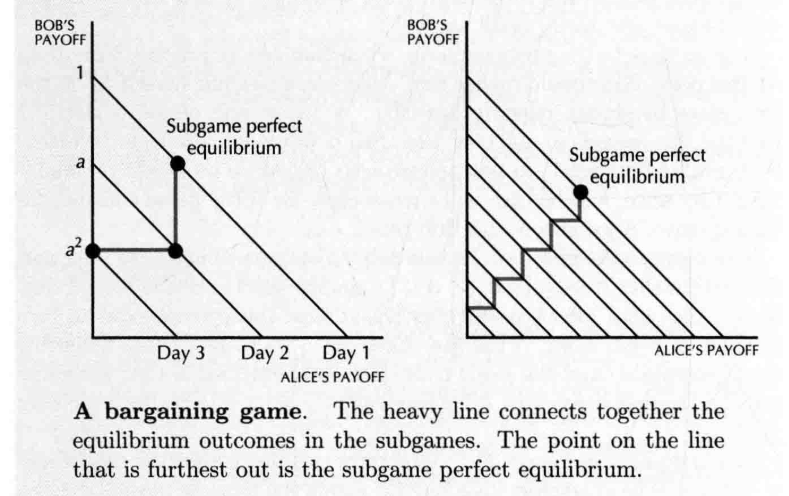 BOB'S
PAYOFF
1
Subgame perfect
equilibrium
a
a²
Day 3 Day 2 Day 1
ALICE'S PAYOFF
BOB'S
PAYOFF
Subgame perfect
equilibrium
ALICE'S PAYOFF
A bargaining game. The heavy line connects together the
equilibrium outcomes in the subgames. The point on the line
that is furthest out is the subgame perfect equilibrium.